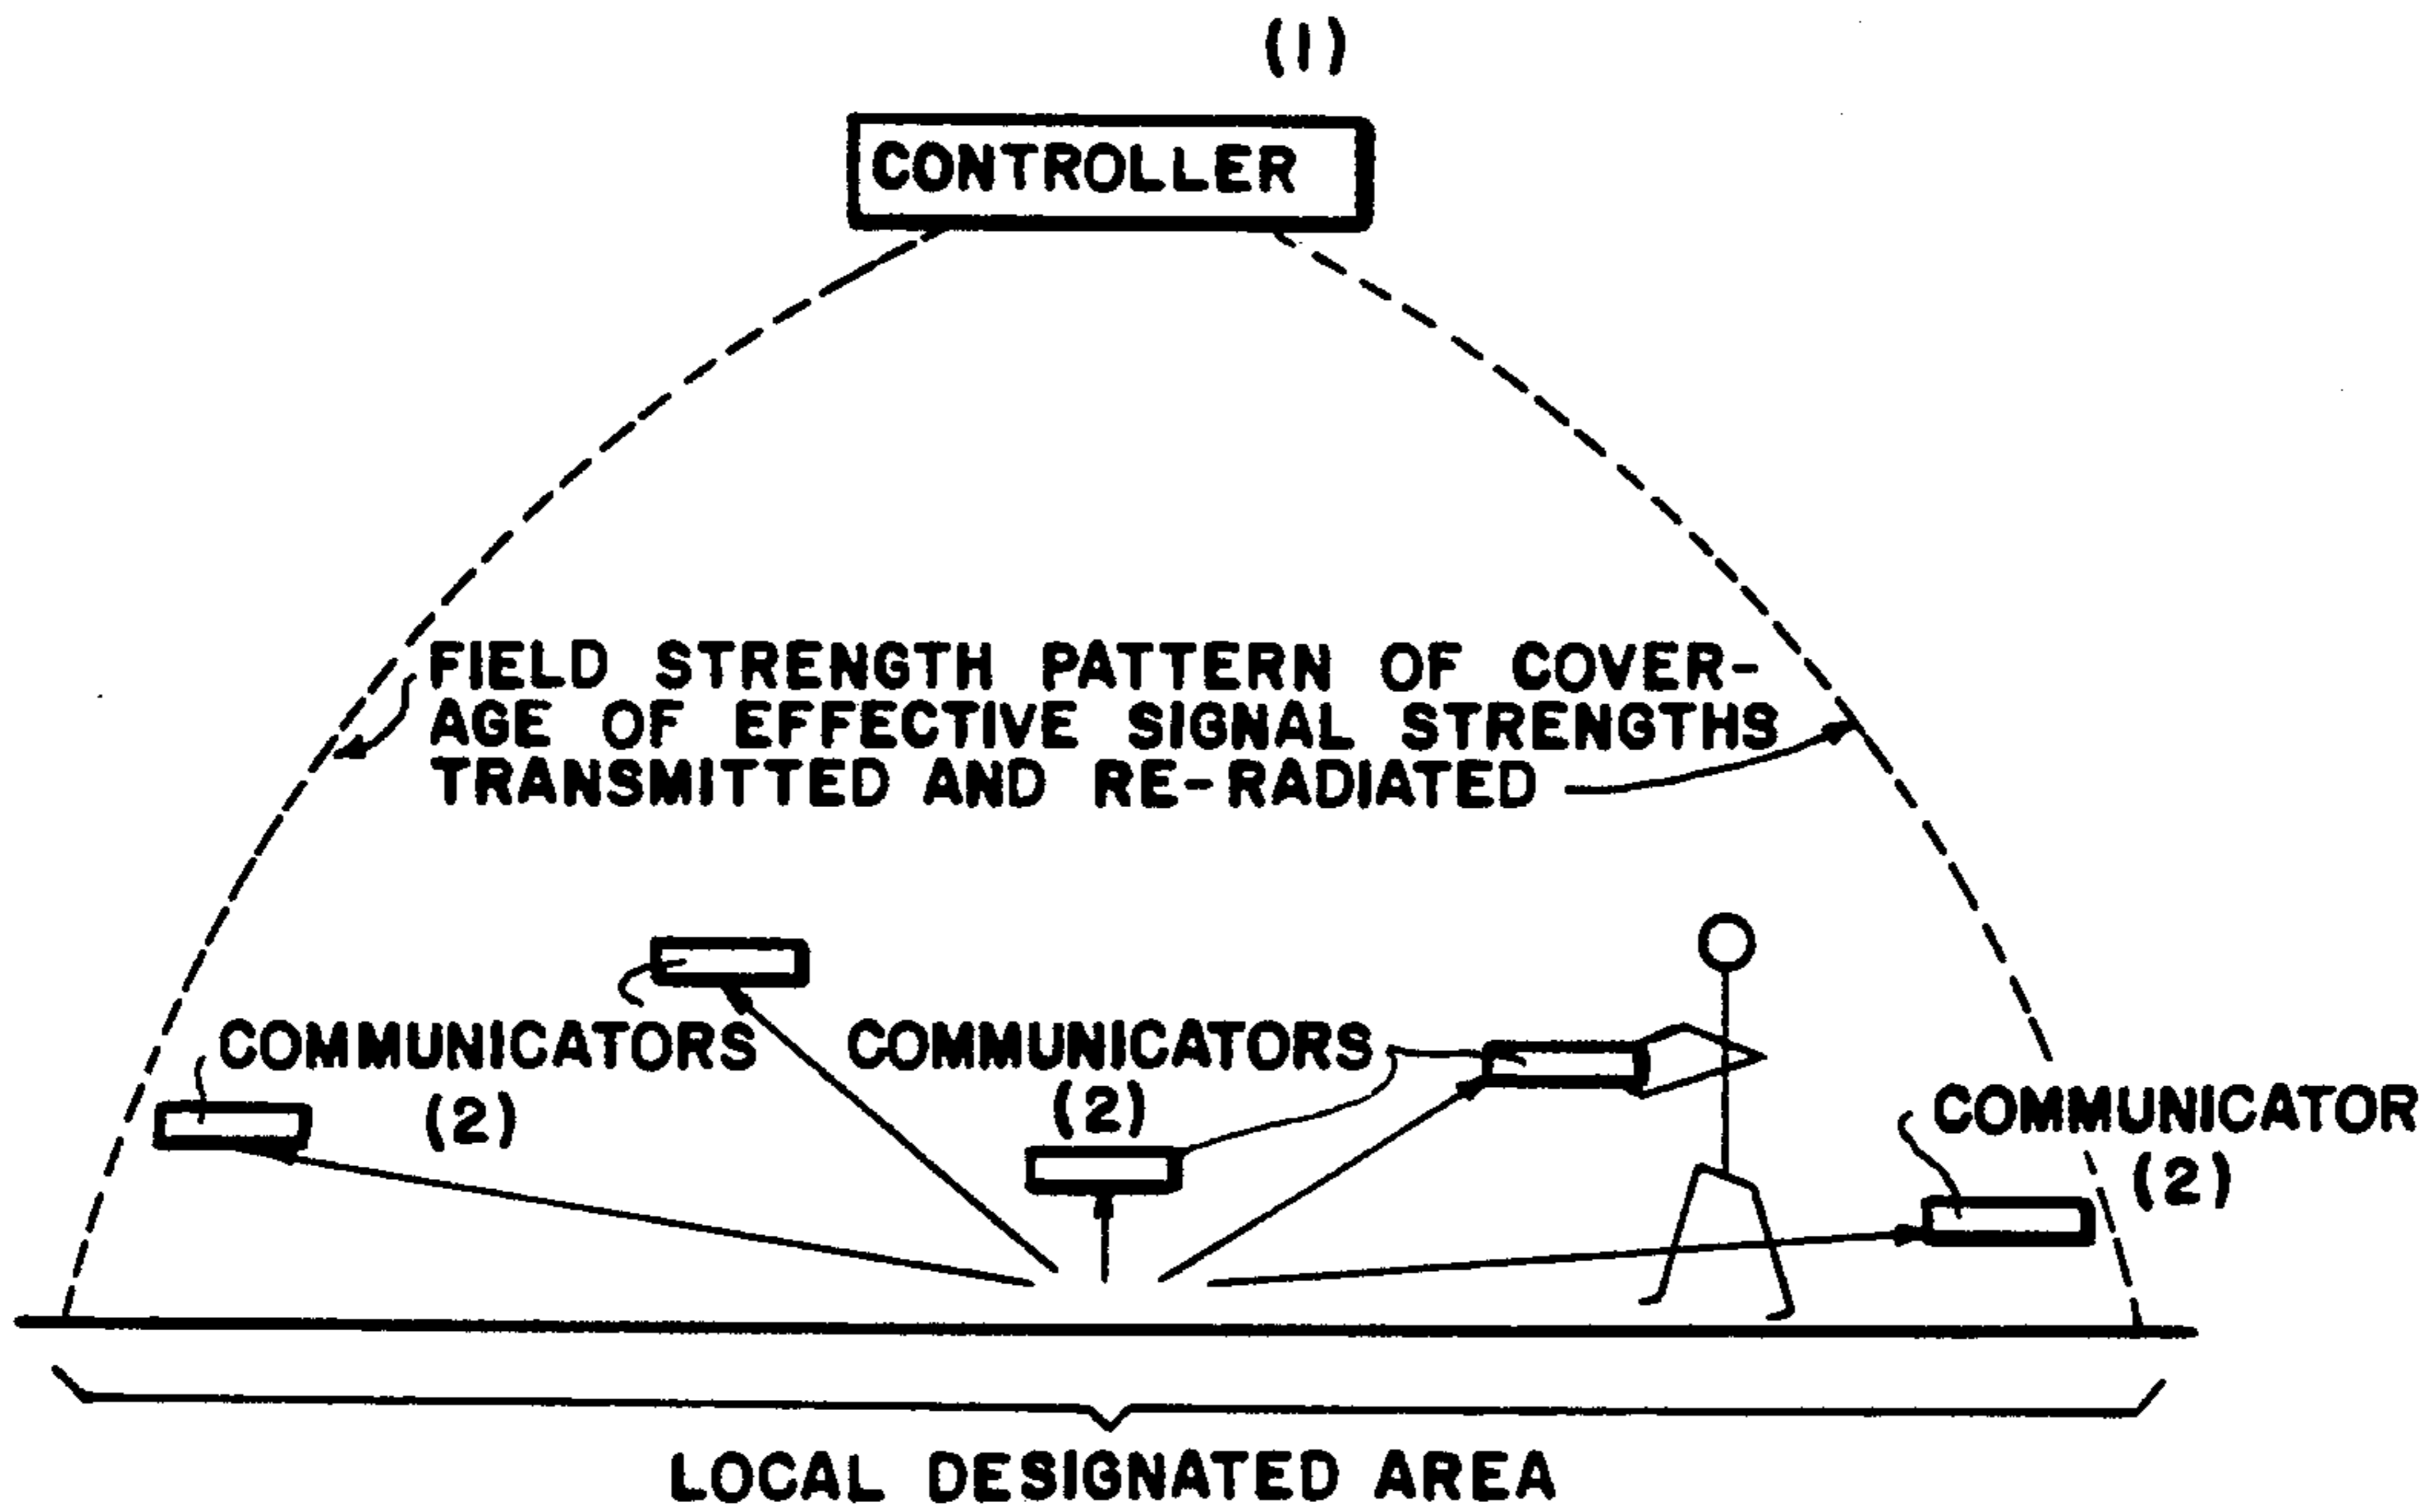 (1)
CONTROLLER
FIELD STRENGTH PATTERN OF COVER-
AGE OF EFFECTIVE SIGNAL STRENGTHS
TRANSMITTED AND RE-RADIATED
COMMUNICATORS
(2)
COMMUNICATORS
(2)
COMMUNICATOR
(2)
LOCAL DESIGNATED AREA